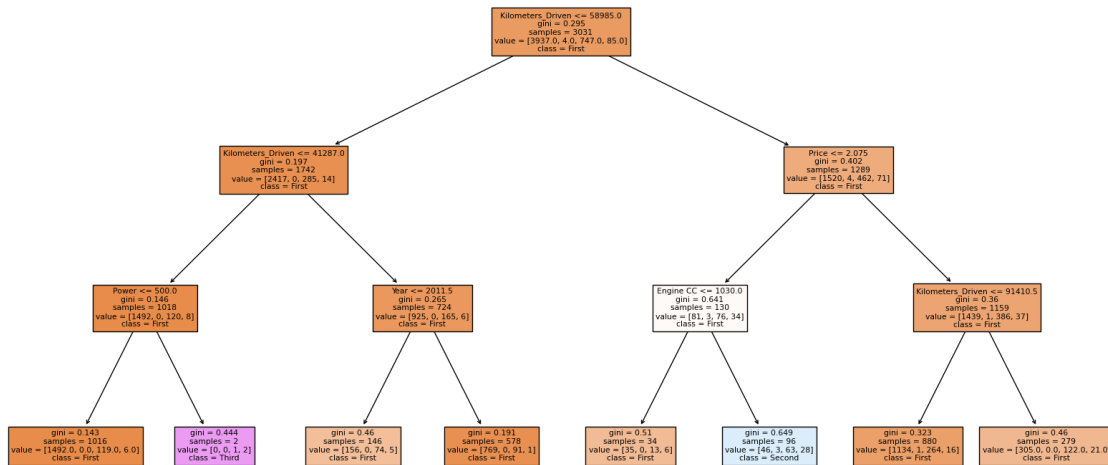 Kilometers_Driven <= 58985.0
gini = 0.295
samples = 3031
value = [3937.0, 4.0, 747.0, 85.0]
class = First
Kilometers_Driven <= 41287.0
gini = 0.197
samples = 1742
value = [2417, 0, 285, 14]
class = First
Price <= 2.075
gini = 0.402
samples = 1289
value = [1520, 4, 462, 71]
class = First
Power <= 500.0
gini = 0.146
samples = 1018
value = [1492, 0, 120, 8]
class = First
Year <= 2011.5
gini = 0.265
samples = 724
value = [925, 0, 165, 6]
class = First
Engine CC <= 1030.0
gini = 0.641
samples = 130
value = [81, 3, 76, 34]
class = First
Kilometers_Driven <= 91410.5
gini = 0.36
samples = 1159
value = [1439, 1, 386, 37]
class = First
gini = 0.143
samples = 1016
value = [1492.0, 0.0, 119.0, 6.0]
class = First
gini = 0.444
samples = 2
value = [0, 0, 1, 2]
class = Third
gini = 0.46
samples = 146
value = [156, 0, 74, 5]
class = First
gini = 0.191
samples = 578
value = [769, 0, 91, 1]
class = First
gini = 0.51
samples = 34
value = [35, 0, 13, 6]
class = First
gini = 0.649
samples = 96
value = [46, 3, 63, 28]
class = Second
gini = 0.323
samples = 880
value = [1134, 1, 264, 16]
class = First
gini = 0.46
samples = 279
value = [305.0, 0.0, 122.0, 21.0]
class = First